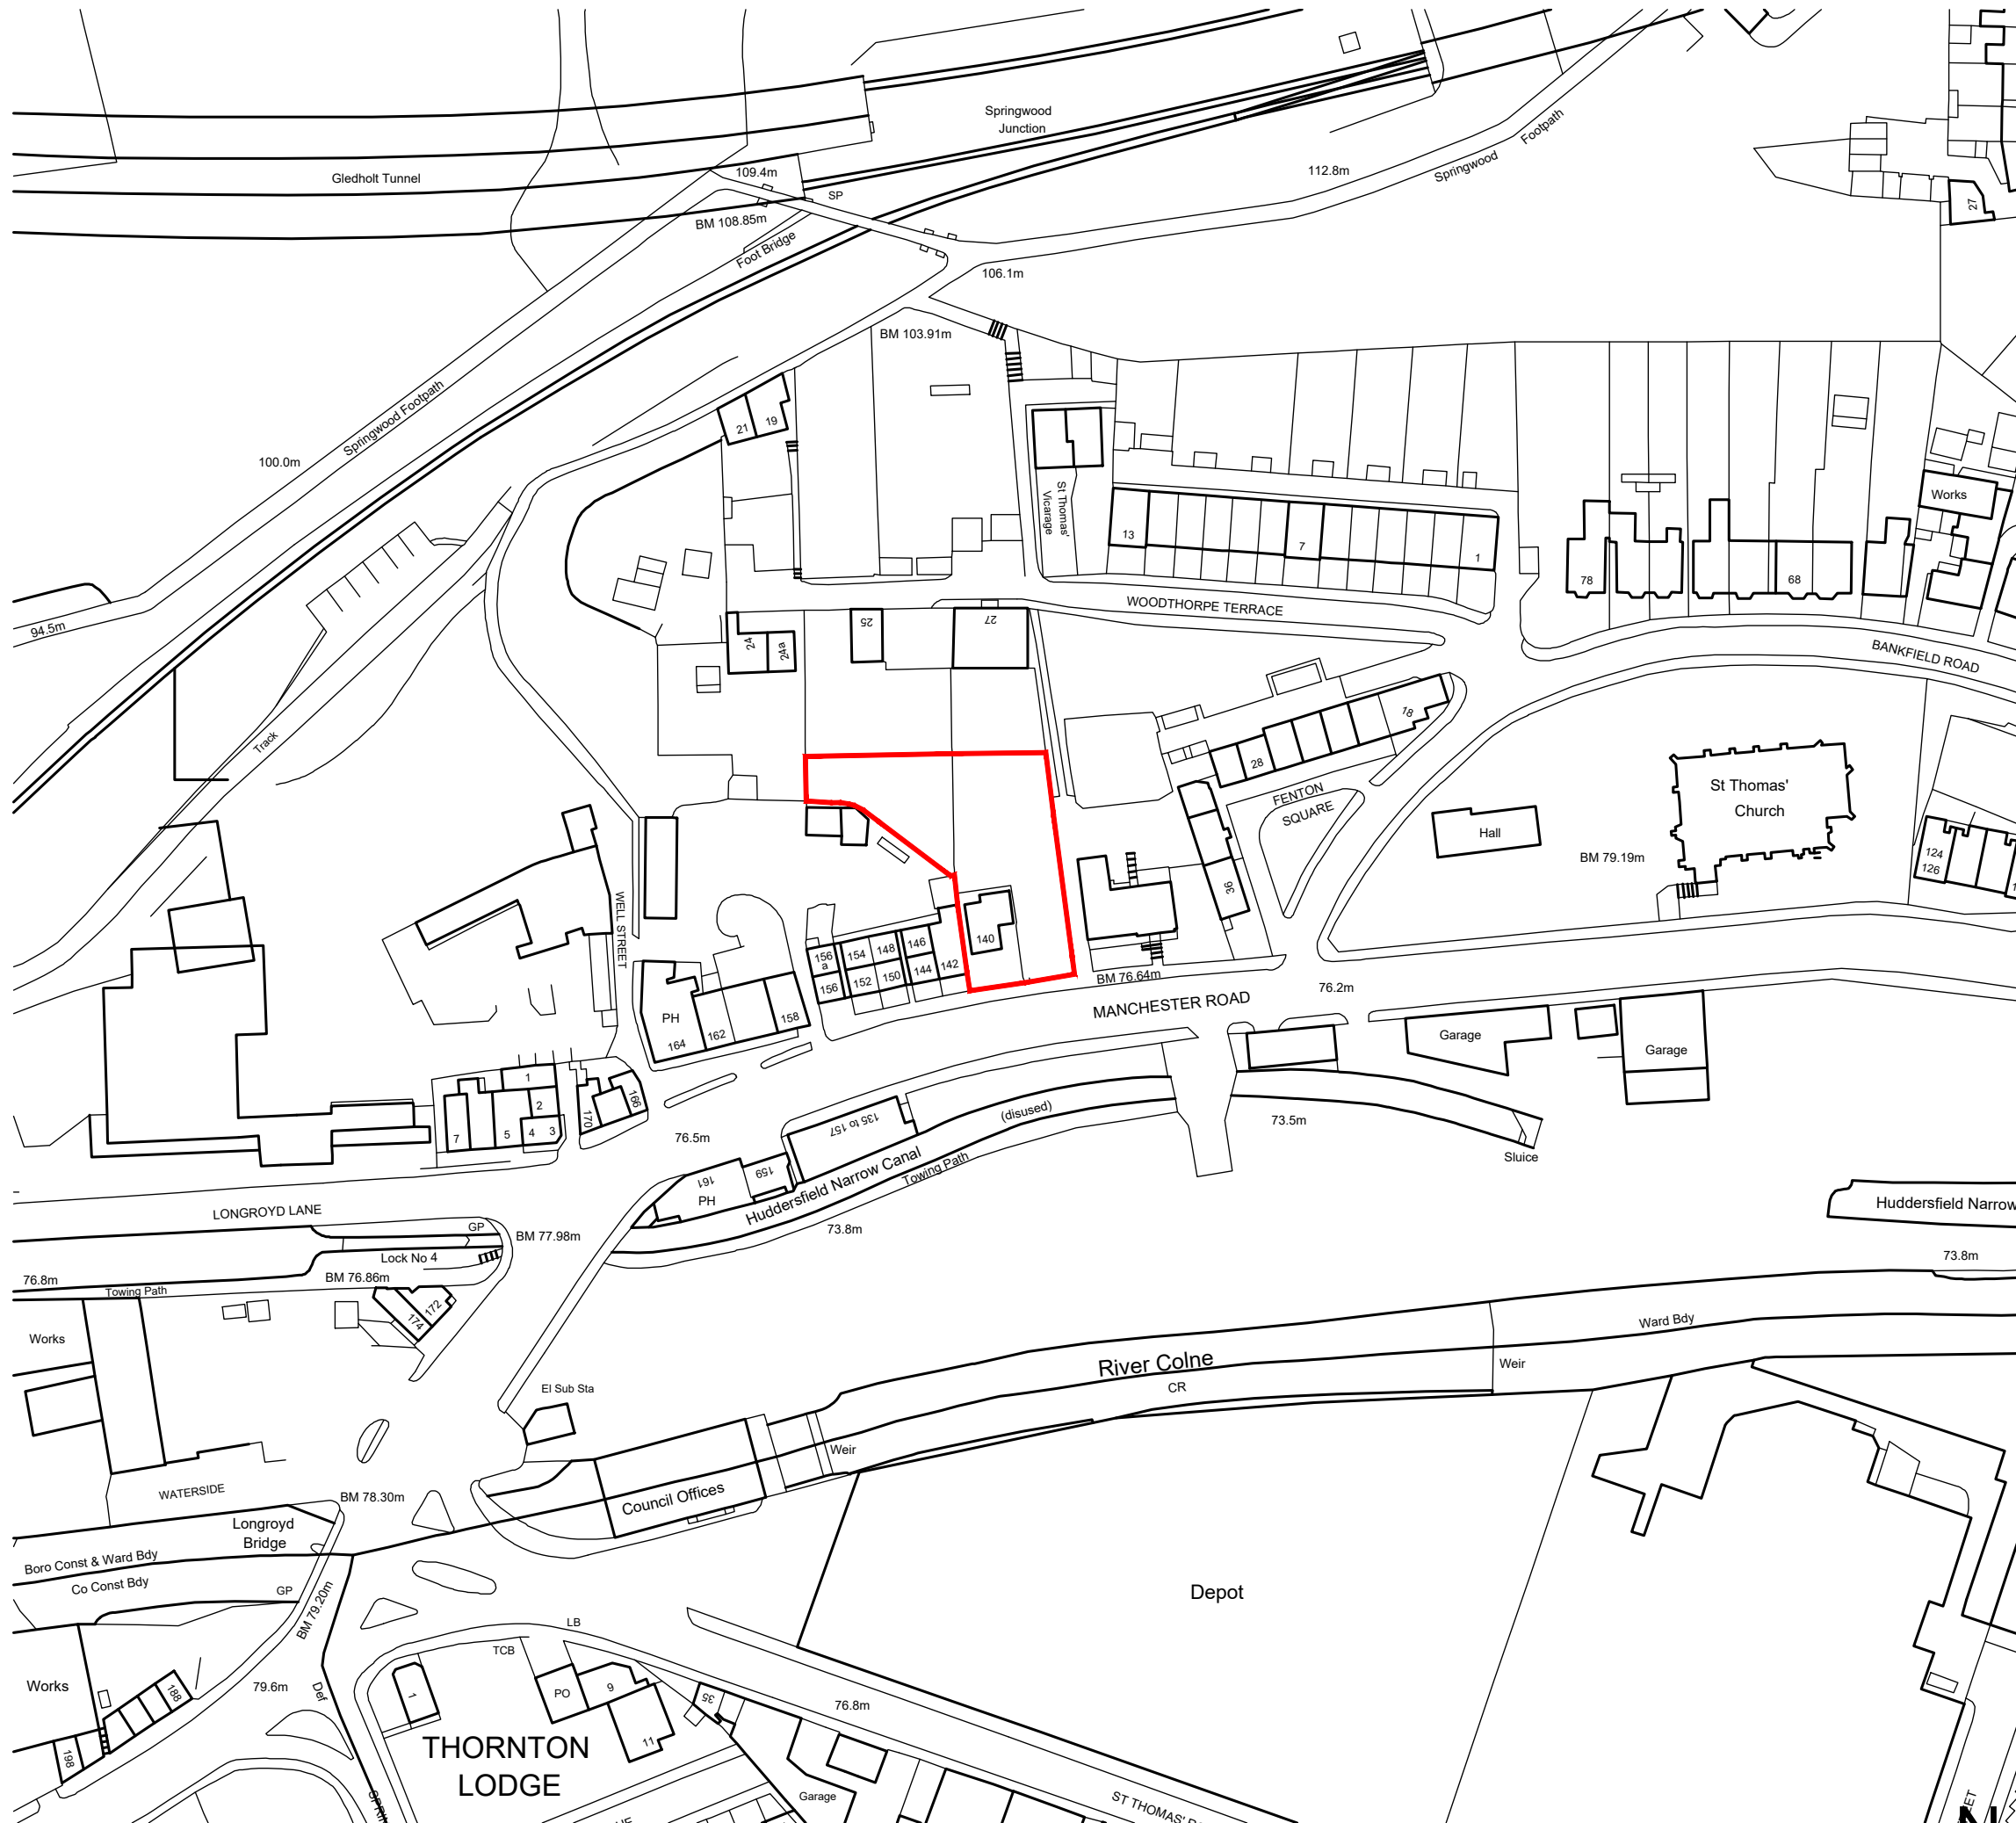 Springwood
Junction
Gledholt Tunnel
109.4m
SP
BM 108.85m
Foot Bridge
112.8m
Springwood
Footpath
27
106.1m
BM 103.91m
Springwood Footpath
100.0m
21
19
St Thomas'
Vicarage
13
7
1
Works
78
68
94.5m
WOODTHORPE TERRACE
BANKFIELD ROAD
24
24a
25
27
Track
18
28
FENTON
SQUARE
St Thomas'
Church
Hall
BM 79.19m
124
126
36
WELL STREET
140
156
a
154
148
146
156
152
150
144
142
BM 76.64m
MANCHESTER ROAD
76.2m
PH
164
162
158
Garage
Garage
1
2
7
5
4
3
170
166
76.5m
135 to 157
(disused)
73.5m
Sluice
161
PH
159
Huddersfield Narrow Canal
Towing Path
73.8m
Huddersfield Narrow
73.8m
LONGROYD LANE
GP
BM 77.98m
Lock No 4
76.8m
BM 76.86m
Towing Path
174
172
Works
El Sub Sta
River Colne
CR
Weir
Ward Bdy
Weir
Council Offices
WATERSIDE
BM 78.30m
Longroyd
Bridge
Boro Const & Ward Bdy
Co Const Bdy
GP
BM 79.20m
Depot
LB
TCB
Works
188
198
79.6m
Def
1
PO
9
11
35
76.8m
THORNTON
LODGE
Garage
ST THOMAS'